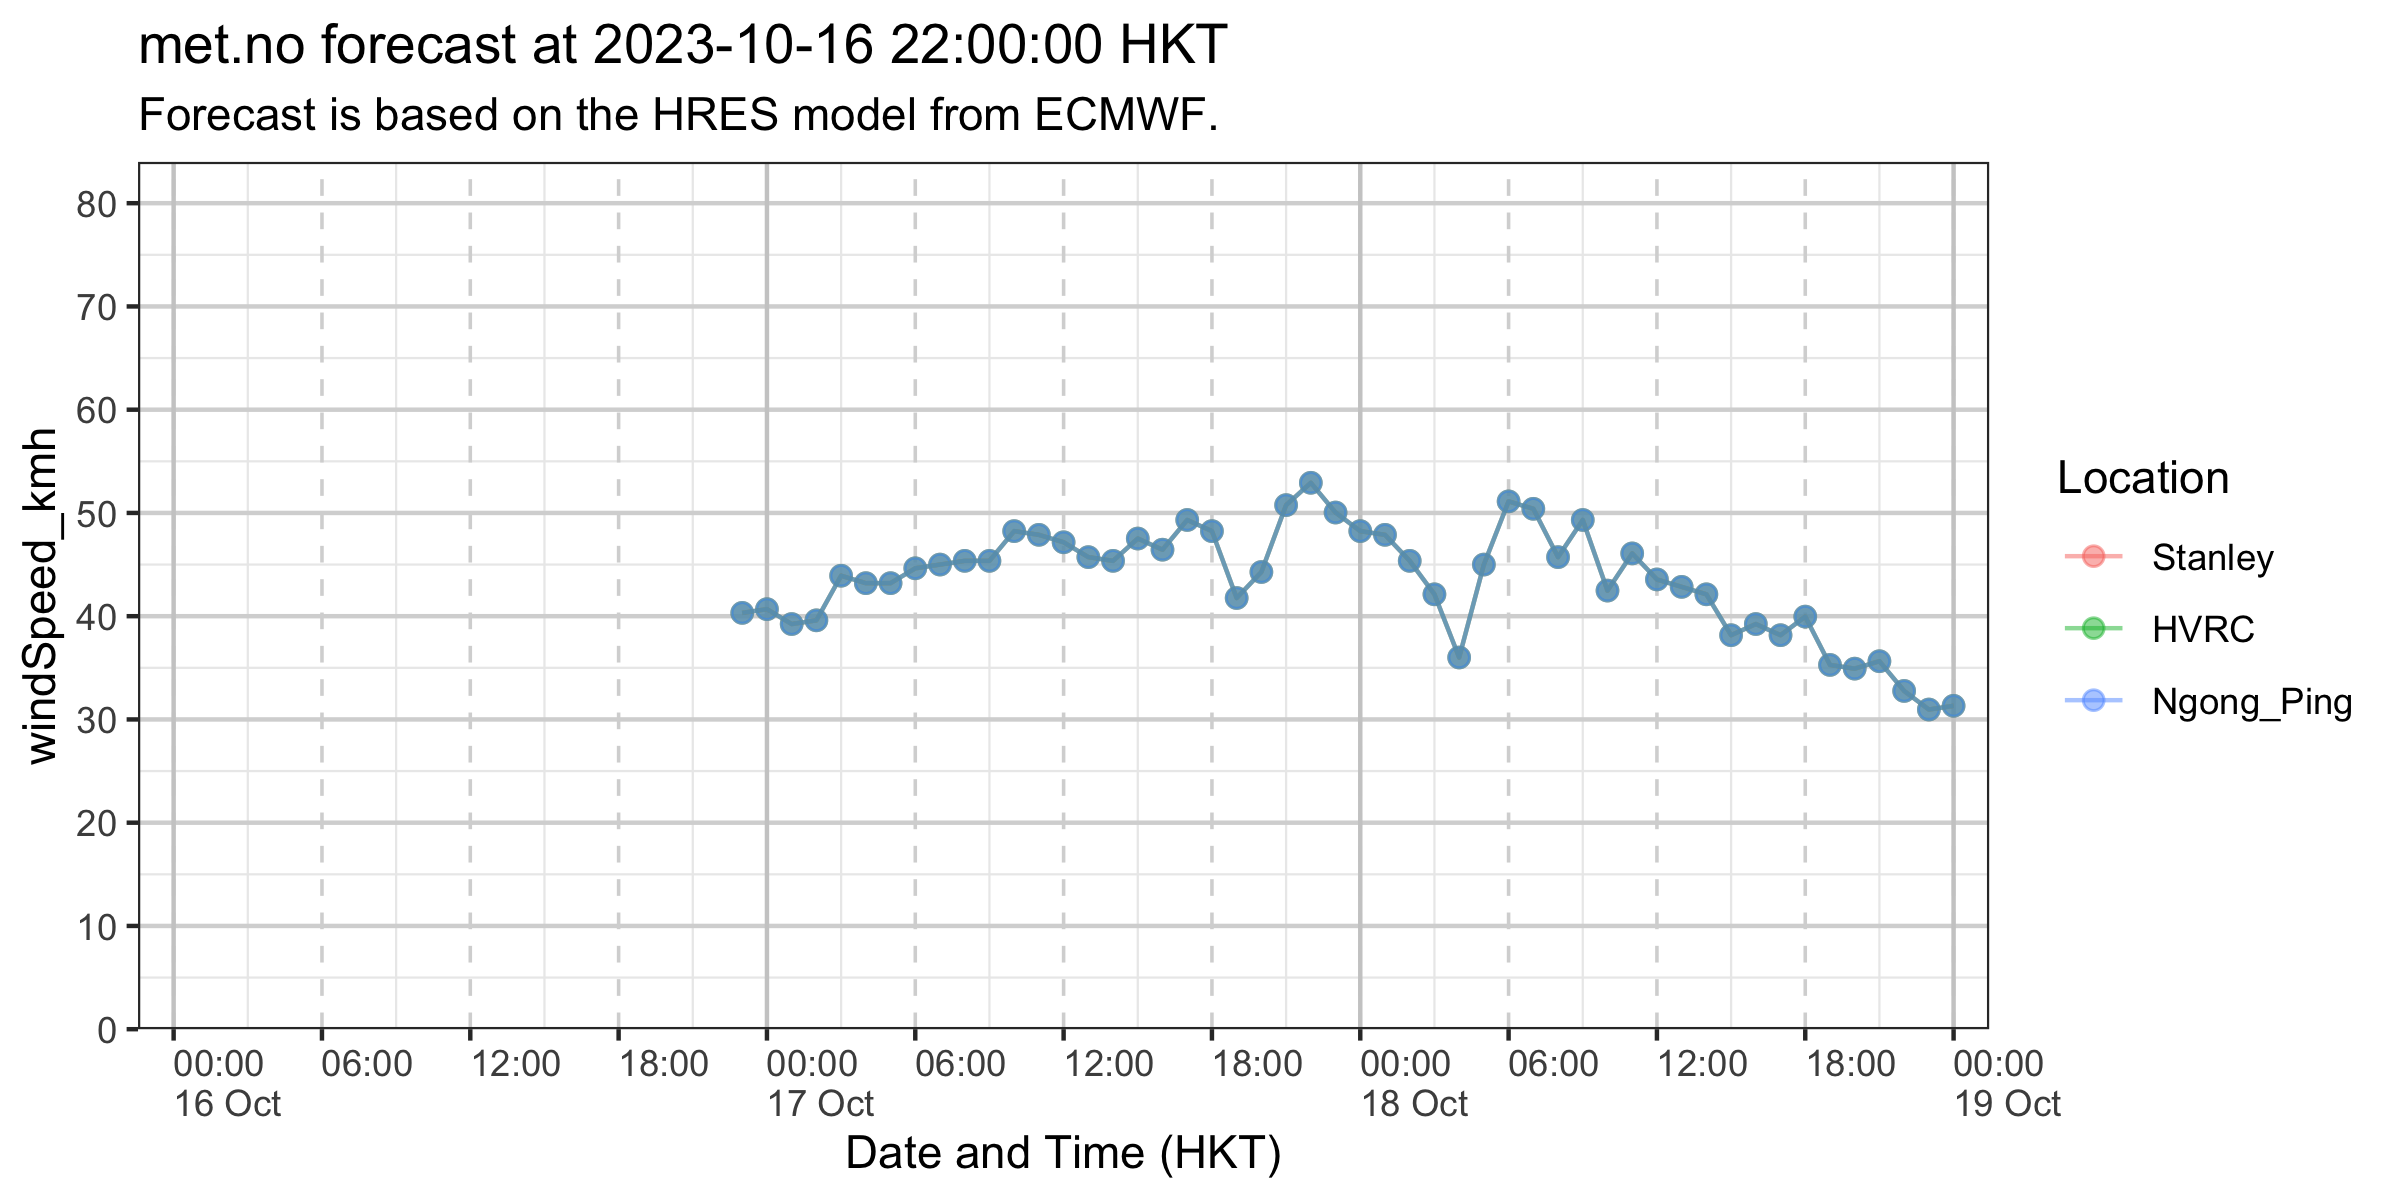 met.no forecast at 2023-10-16 22:00:00 HKT
Forecast is based on the HRES model from ECMWF.
windSpeed_kmh
80
70
60
50
40
30
20
10
0
00:00 06:00 12:00 18:00 00:00 06:00 12:00 18:00 00:00 06:00 12:00 18:00 00:00
16 Oct 17 Oct 18 Oct 19 Oct
Date and Time (HKT)
Location
Stanley
HVRC
Ngong_Ping